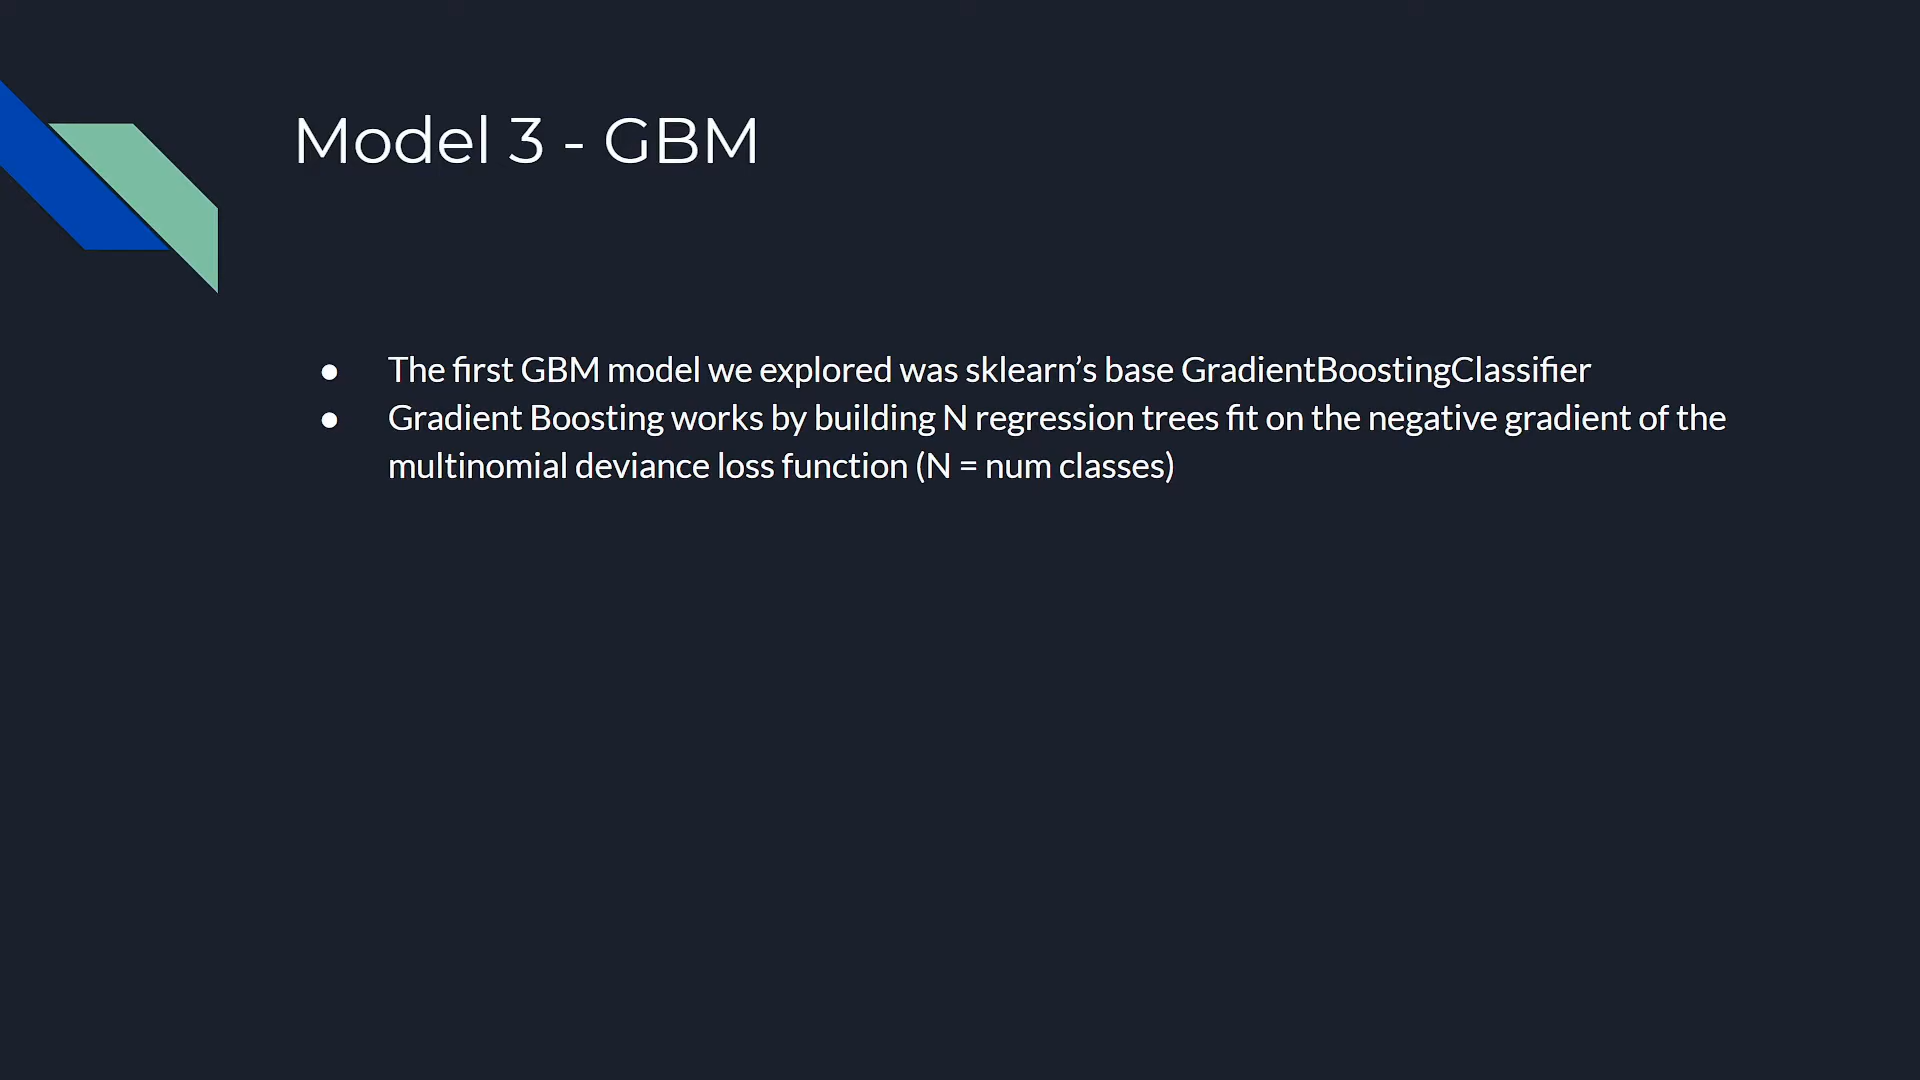 Model 3 - GBM
● The first GBM model we explored was sklearn’s base GradientBoostingClassifier
● Gradient Boosting works by building N regression trees fit on the negative gradient of the
multinomial deviance loss function (N = num classes)